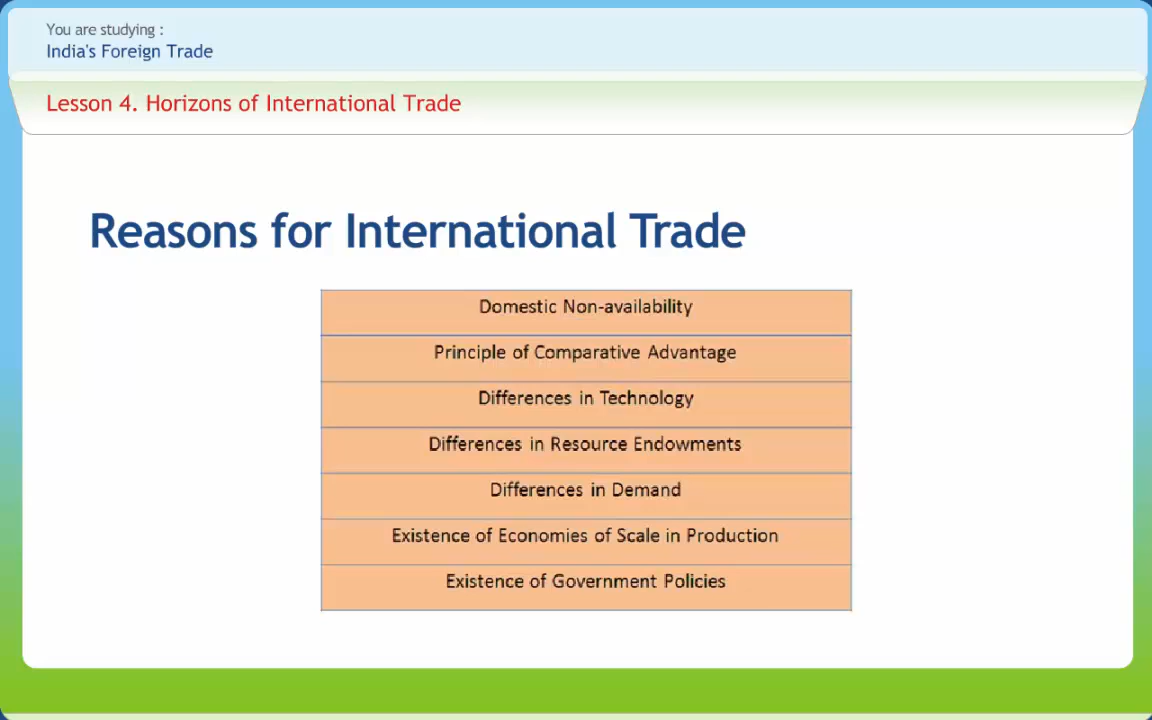 You are studying :
India's Foreign Trade
Lesson 4. Horizons of International Trade
Reasons for International Trade
Domestic Non-availability
Principle of Comparative Advantage
Differences in Technology
Differences in Resource Endowments
Differences in Demand
Existence of Economies of Scale in Production
Existence of Government Policies